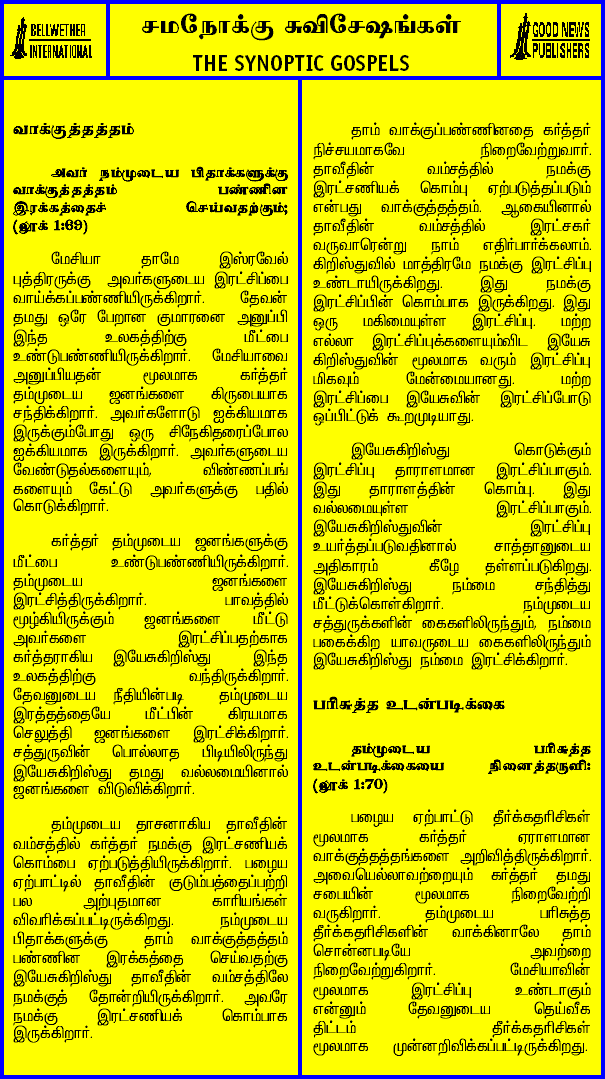 BELLWETHER
INTERNATIONAL
சமநோக்கு சுவிசேஷங்கள்
THE SYNOPTIC GOSPELS
GOOD NEWS
PUBLISHERS
வாக்குத்தத்தம்
அவர் நம்முடைய பிதாக்களுக்கு
வாக்குத்தத்தம் பண்ணின
இரக்கத்தைச் செய்வதற்கும்;
(லூக் 1:69)
மேசியா தாமே இஸ்ரவேல்
புத்திரருக்கு அவர்களுடைய இரட்சிப்பை
வாய்க்கப்பண்ணியிருக்கிறார். தேவன்
தமது ஒரே பேறான குமாரனை அனுப்பி
இந்த உலகத்திற்கு மீட்பை
உண்டுபண்ணியிருக்கிறார். மேசியாவை
அனுப்பியதன் மூலமாக கர்த்தர்
தம்முடைய ஜனங்களை கிருபையாக
சந்திக்கிறார். அவர்களோடு ஐக்கியமாக
இருக்கும்போது ஒரு சிநேகிதரைப்போல
ஐக்கியமாக இருக்கிறார். அவர்களுடைய
வேண்டுதல்களையும், விண்ணப்பங்
களையும் கேட்டு அவர்களுக்கு பதில்
கொடுக்கிறார்.
கர்த்தர் தம்முடைய ஜனங்களுக்கு
மீட்பை உண்டுபண்ணியிருக்கிறார்.
தம்முடைய ஜனங்களை
இரட்சித்திருக்கிறார். பாவத்தில்
மூழ்கியிருக்கும் ஜனங்களை மீட்டு
அவர்களை இரட்சிப்பதற்காக
கர்த்தராகிய இயேசுகிறிஸ்து இந்த
உலகத்திற்கு வந்திருக்கிறார்.
தேவனுடைய நீதியின்படி தம்முடைய
இரத்தத்தையே மீட்பின் கிரயமாக
செலுத்தி ஜனங்களை இரட்சிக்கிறார்.
சத்துருவின் பொல்லாத பிடியிலிருந்து
இயேசுகிறிஸ்து தமது வல்லமையினால்
ஜனங்களை விடுவிக்கிறார்.
தம்முடைய தாசனாகிய தாவீதின்
வம்சத்தில் கர்த்தர் நமக்கு இரட்சணியக்
கொம்பை ஏற்படுத்தியிருக்கிறார். பழைய
ஏற்பாட்டில் தாவீதின் குடும்பத்தைப்பற்றி
பல அற்புதமான காரியங்கள்
விவரிக்கப்பட்டிருக்கிறது. நம்முடைய
பிதாக்களுக்கு தாம் வாக்குத்தத்தம்
பண்ணின இரக்கத்தை செய்வதற்கு
இயேசுகிறிஸ்து தாவீதின் வம்சத்திலே
நமக்குத் தோன்றியிருக்கிறார். அவரே
நமக்கு இரட்சணியக் கொம்பாக
இருக்கிறார்.
தாம் வாக்குப்பண்ணினதை கர்த்தர்
நிச்சயமாகவே நிறைவேற்றுவார்.
தாவீதின் வம்சத்தில் நமக்கு
இரட்சணியக் கொம்பு ஏற்படுத்தப்படும்
என்பது வாக்குத்தத்தம். ஆகையினால்
தாவீதின் வம்சத்தில் இரட்சகர்
வருவாரென்று நாம் எதிர்பார்க்கலாம்.
கிறிஸ்துவில் மாத்திரமே நமக்கு இரட்சிப்பு
உண்டாயிருக்கிறது. இது நமக்கு
இரட்சிப்பின் கொம்பாக இருக்கிறது. இது
ஒரு மகிமையுள்ள இரட்சிப்பு. மற்ற
எல்லா இரட்சிப்புக்களையும்விட இயேசு
கிறிஸ்துவின் மூலமாக வரும் இரட்சிப்பு
மிகவும் மேன்மையானது. மற்ற
இரட்சிப்பை இயேசுவின் இரட்சிப்போடு
ஒப்பிட்டுக் கூறமுடியாது.
இயேசுகிறிஸ்து கொடுக்கும்
இரட்சிப்பு தாராளமான இரட்சிப்பாகும்.
இது தாராளத்தின் கொம்பு. இது
வல்லமையுள்ள இரட்சிப்பாகும்.
இயேசுகிறிஸ்துவின் இரட்சிப்பு
உயர்த்தப்படுவதினால் சாத்தானுடைய
அதிகாரம் கீழே தள்ளப்படுகிறது.
இயேசுகிறிஸ்து நம்மை சந்தித்து
மீட்டுக்கொள்கிறார். நம்முடைய
சத்துருக்களின் கைகளிலிருந்தும், நம்மை
பகைக்கிற யாவருடைய கைகளிலிருந்தும்
இயேசுகிறிஸ்து நம்மை இரட்சிக்கிறார்.
பரிசுத்த உடன்படிக்கை
தம்முடைய பரிசுத்த
உடன்படிக்கையை நினைத்தருளி:
(லூக் 1:70)
பழைய ஏற்பாட்டு தீர்க்கதரிசிகள்
மூலமாக கர்த்தர் ஏராளமான
வாக்குத்தத்தங்களை அறிவித்திருக்கிறார்.
அவையெல்லாவற்றையும் கர்த்தர் தமது
சபையின் மூலமாக நிறைவேற்றி
வருகிறார். தம்முடைய பரிசுத்த
தீர்க்கதரிசிகளின் வாக்கினாலே தாம்
சொன்னபடியே அவற்றை
நிறைவேற்றுகிறார். மேசியாவின்
மூலமாக இரட்சிப்பு உண்டாகும்
என்னும் தேவனுடைய தெய்வீக
திட்டம் தீர்க்கதரிசிகள்
மூலமாக முன்னறிவிக்கப்பட்டிருக்கிறது.